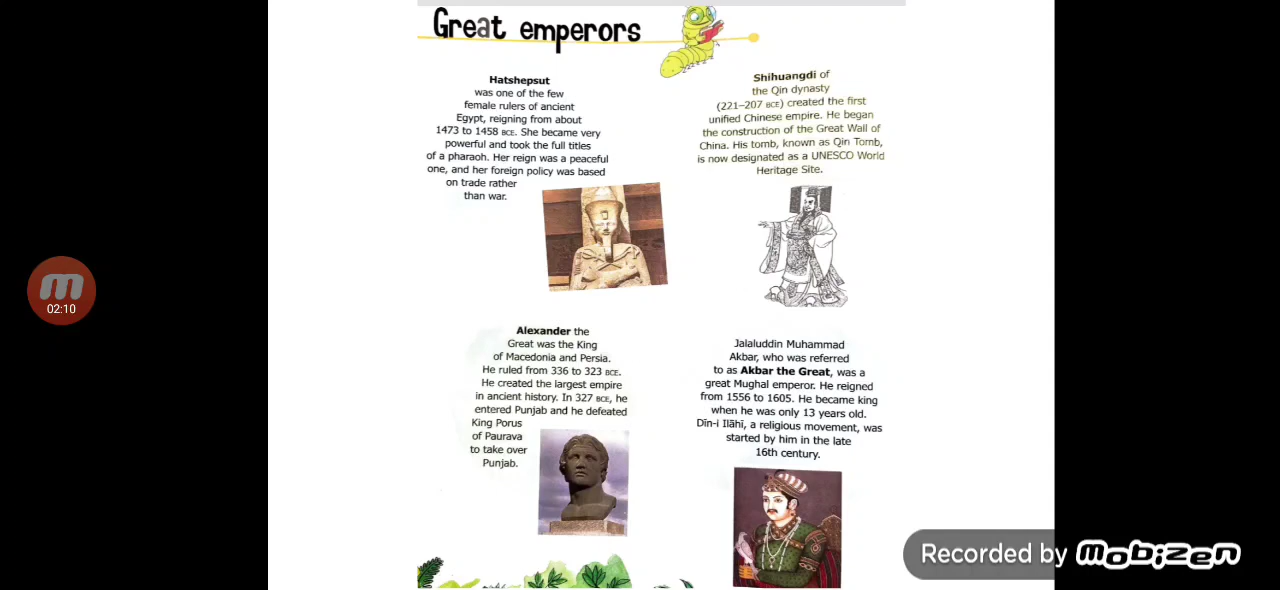 Great emperors
Hatshepsut
was one of the few
female rulers of ancient
Egypt, reigning from about
1473 to 1458 BCE. She became very
powerful and took the full titles
of a pharaoh. Her reign was a peaceful
one, and her foreign policy was based
on trade rather
than war.
Shihuangdi of
the Qin dynasty
(221–207 BCE) created the first
unified Chinese empire. He began
the construction of the Great Wall of
China. His tomb, known as Qin Tomb,
is now designated as a UNESCO World
Heritage Site.
Alexander the
Great was the King
of Macedonia and Persia.
He ruled from 336 to 323 BCE.
He created the largest empire
in ancient history. In 327 BCE, he
entered Punjab and he defeated
King Porus
of Paurava
to take over
Punjab.
Jalaluddin Muhammad
Akbar, who was referred
to as Akbar the Great, was a
great Mughal emperor. He reigned
from 1556 to 1605. He became king
when he was only 13 years old.
Dīn-i Ilāhī, a religious movement, was
started by him in the late
16th century.
m
02:10
Recorded by mobizen